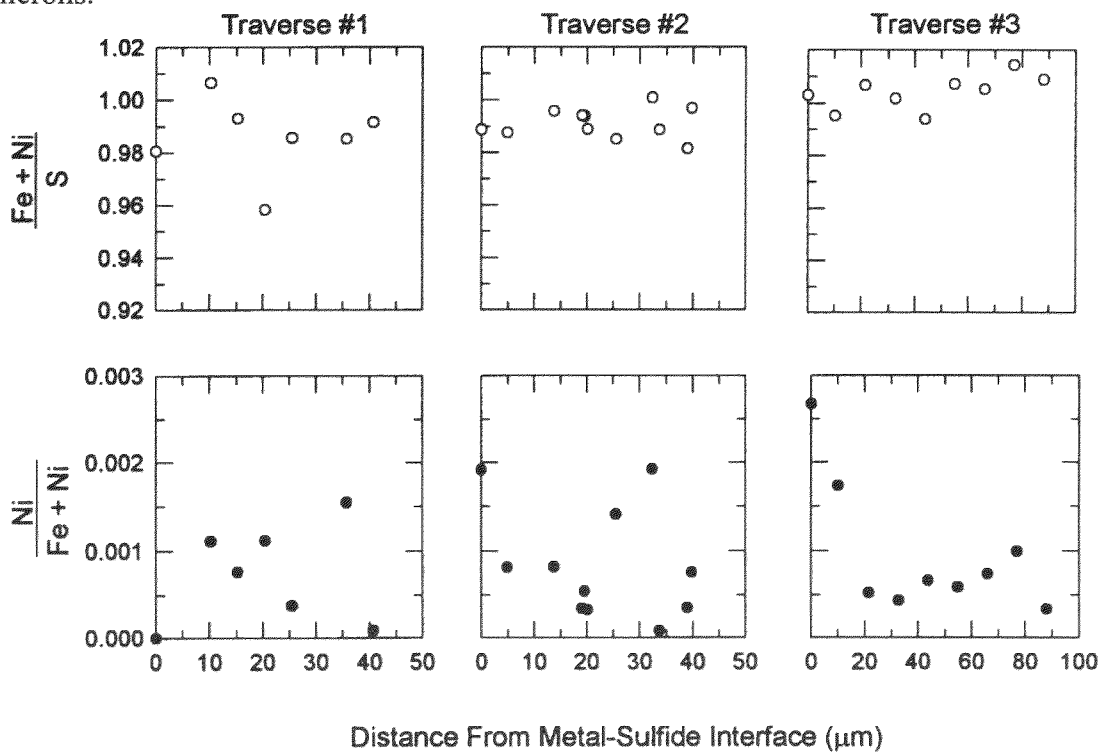 Traverse #1 Traverse #2 Traverse #3
1.02
1.00
0.98
0.96
0.94
0.92
Fe + Ni
S
0.003
0.002
0.001
0.000
Ni
Fe + Ni
0 10 20 30 40 50 0 10 20 30 40 50 0 20 40 60 80 100
Distance From Metal-Sulfide Interface (μm)